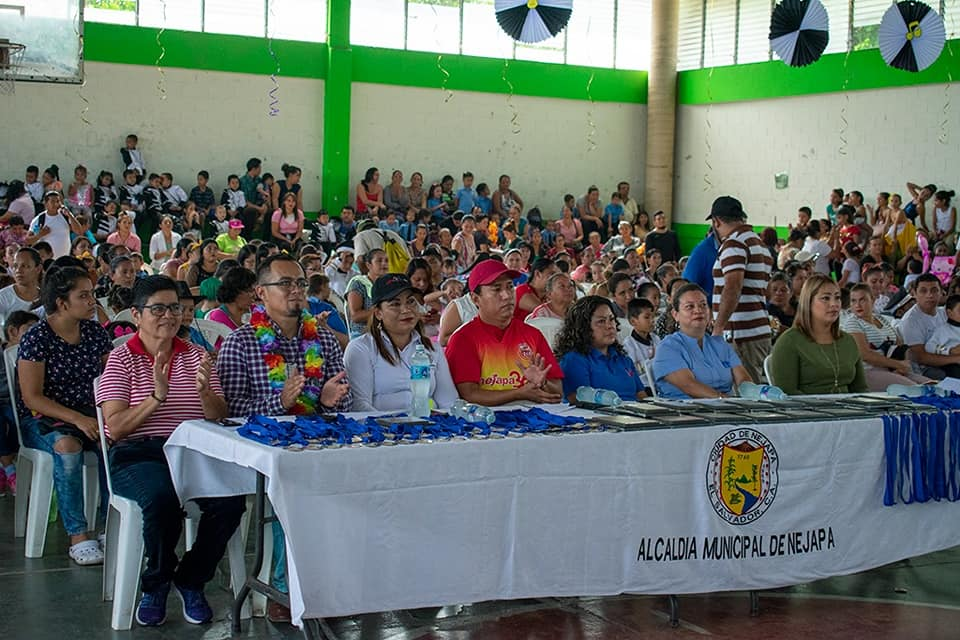 nejapa
CIUDAD DE NEJAPA
EL SALVADOR, C.A.
ALCALDIA MUNICIPAL DE NEJAPA